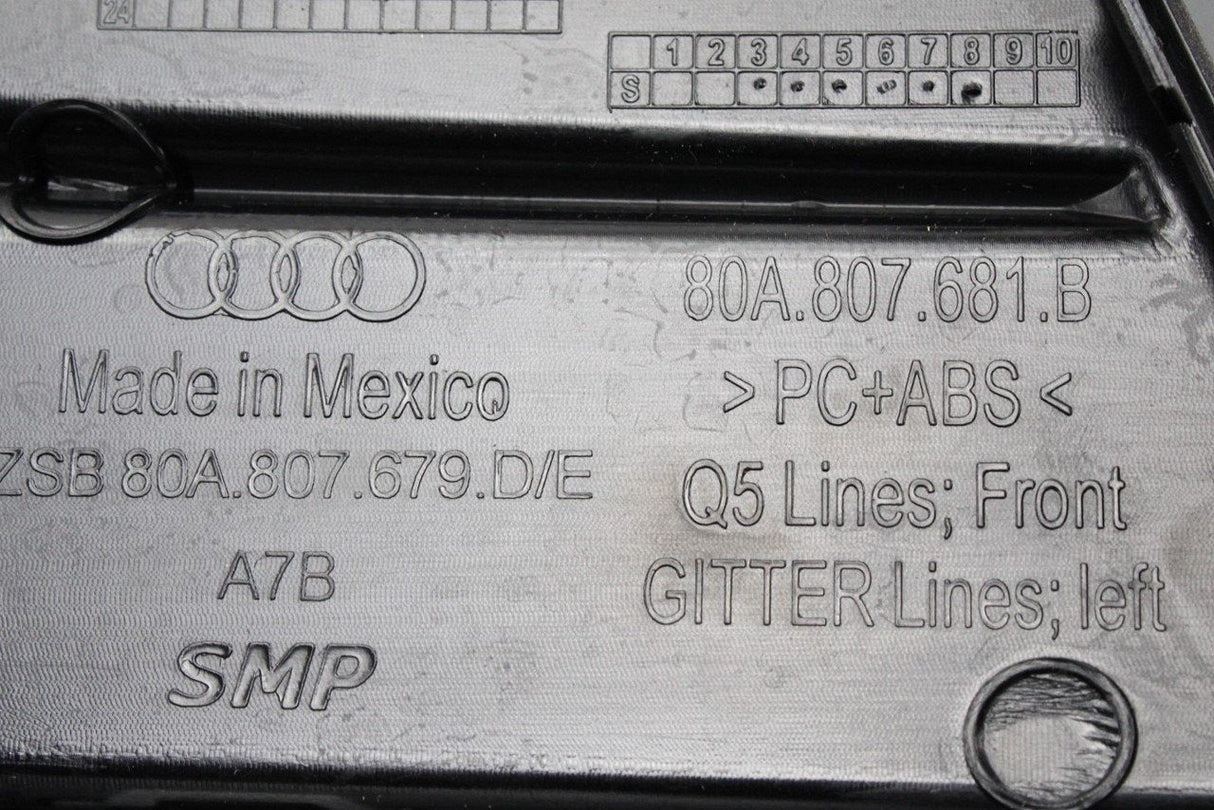 24
1 2 3 4 5 6 7 8 9 10
S
80A.807.681.B
Made in Mexico
>PC+ABS<
ZSB 80A.807.679.D/E
Q5 Lines; Front
A7B
GITTER Lines; left
SMP